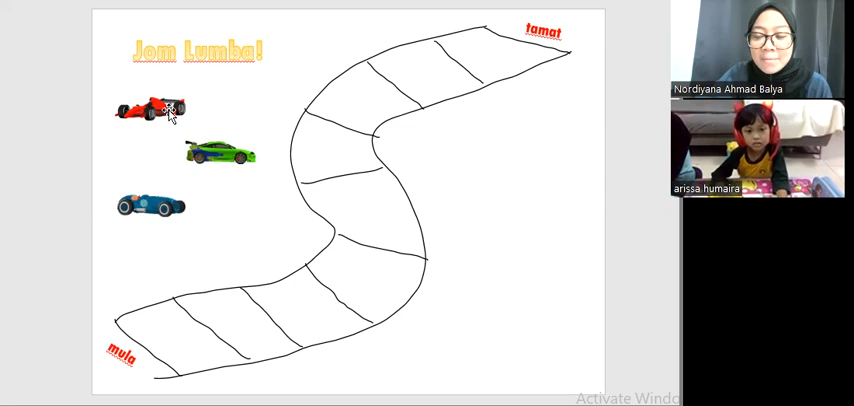 Jom Lumba!
tamat
mula
Nordiyana Ahmad Balya
arissa humaira
Activate Windo